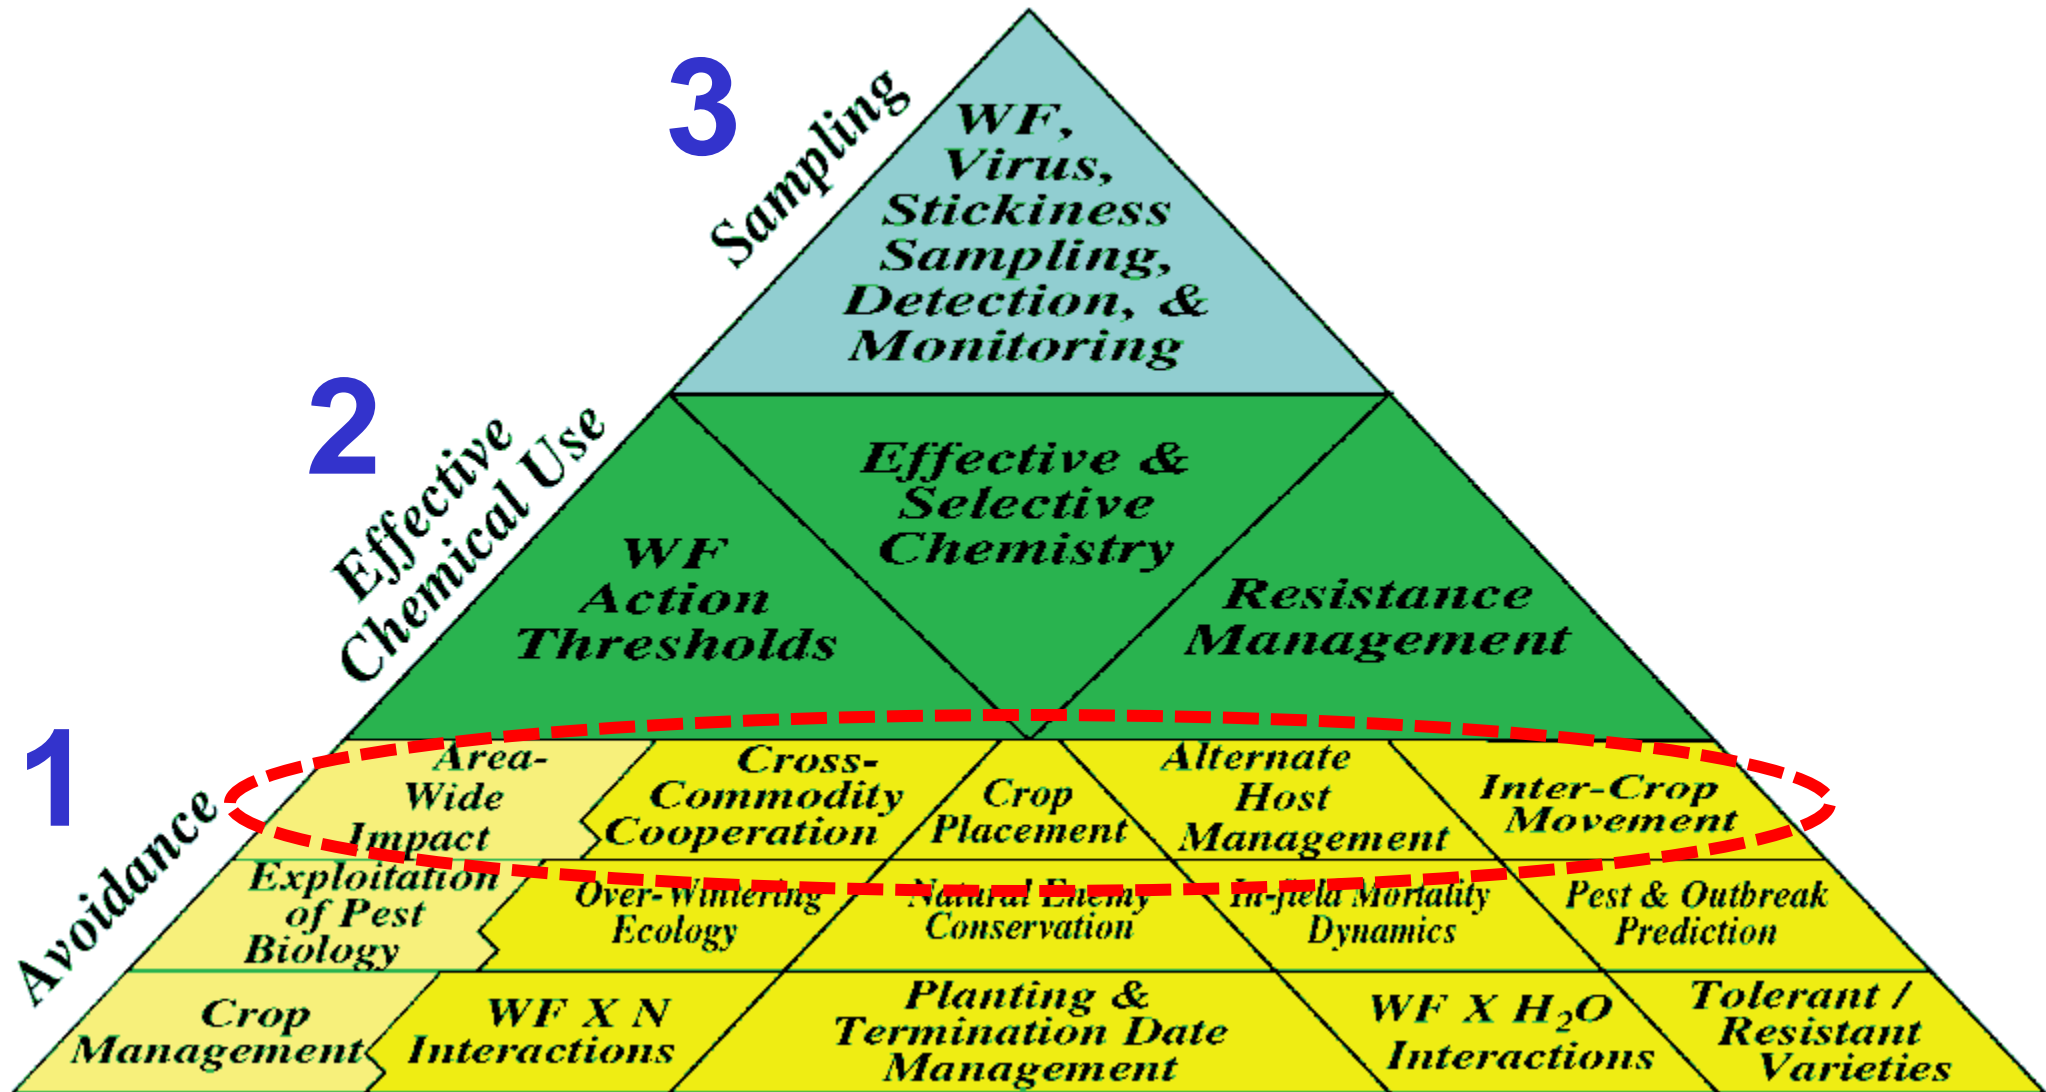 3
Sampling
WF,
Virus,
Stickiness
Sampling,
Detection, &
Monitoring
2
Effective
Chemical Use
WF
Action
Thresholds
Effective &
Selective
Chemistry
Resistance
Management
1
Avoidance
Area-
Wide
Impact
Cross-
Commodity
Cooperation
Crop
Placement
Alternate
Host
Management
Inter-Crop
Movement
Exploitation
of Pest
Biology
Over-Wintering
Ecology
Natural Enemy
Conservation
In-field Mortality
Dynamics
Pest & Outbreak
Prediction
Crop
Management
WF X N
Interactions
Planting &
Termination Date
Management
WF X H₂O
Interactions
Tolerant /
Resistant
Varieties